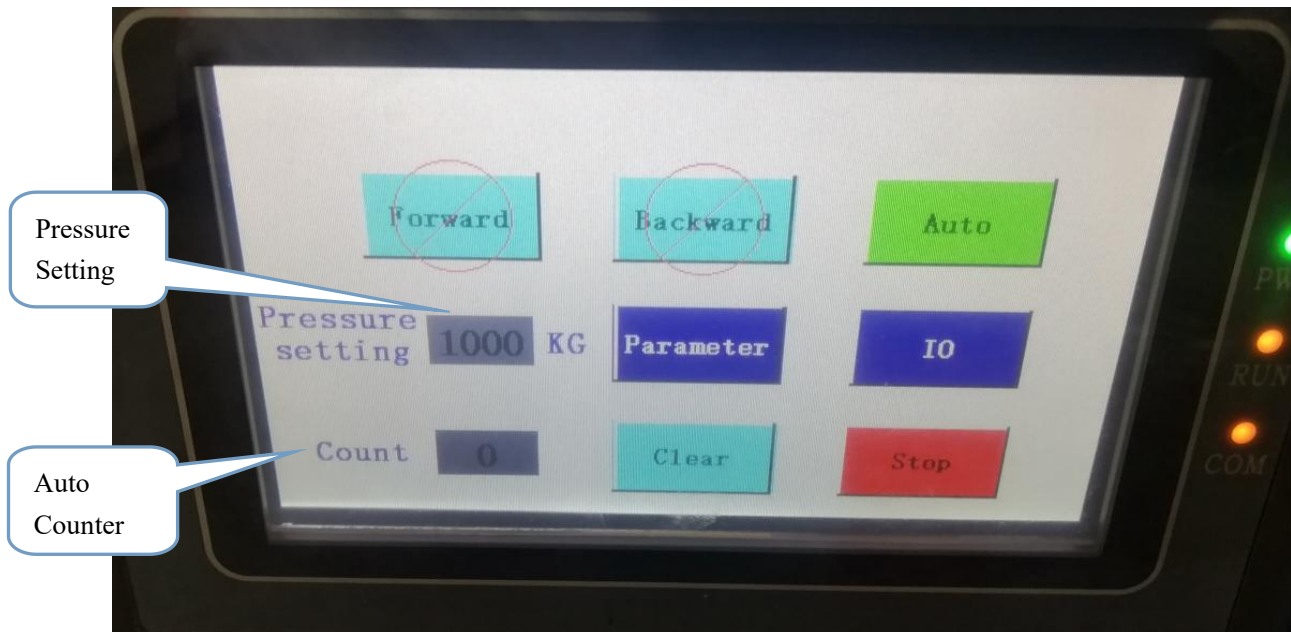 Forward
Backward
Auto
Pressure
Setting
Pressure
setting
1000
KG
Parameter
IO
Auto
Counter
Count
0
Clear
Stop
RUN
COM